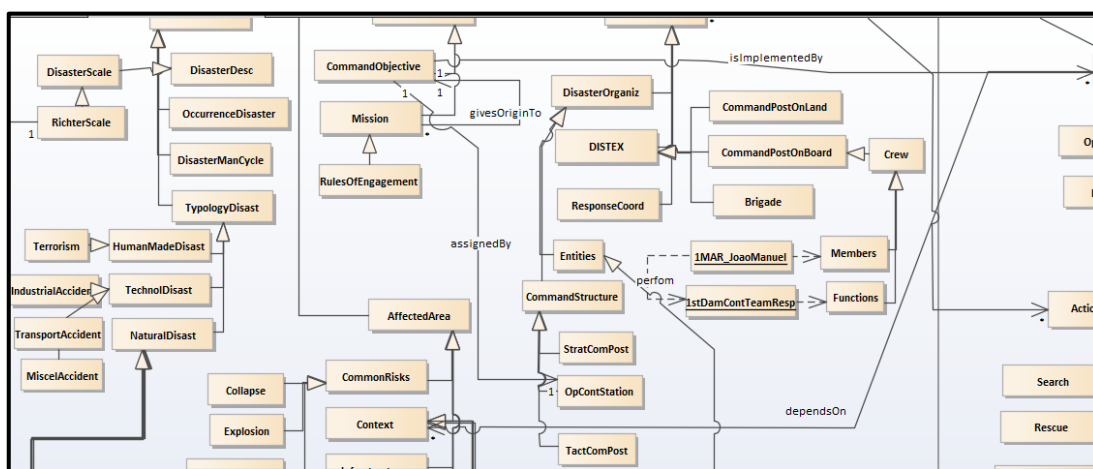 DisasterScale
DisasterDesc
CommandObjective
1
1
1
isImplementedBy
*
RichterScale
1
OccurrenceDisaster
Mission
*
givesOriginTo
DisasterOrganiz
CommandPostOnLand
DISTEX
CommandPostOnBoard
Crew
DisasterManCycle
RulesOfEngagement
ResponseCoord
Brigade
TypologyDisast
Terrorism
HumanMadeDisast
assignedBy
Entities
1MAR_JoaoManuel
Members
perfom
IndustrialAcciden
TechnolDisast
CommandStructure
1stDamContTeamResp
Functions
*
TransportAccident
NaturalDisast
AffectedArea
MiscelAccident
StratComPost
CommonRisks
Collapse
1
OpContStation
Search
Explosion
Context
*
dependsOn
Rescue
TactComPost